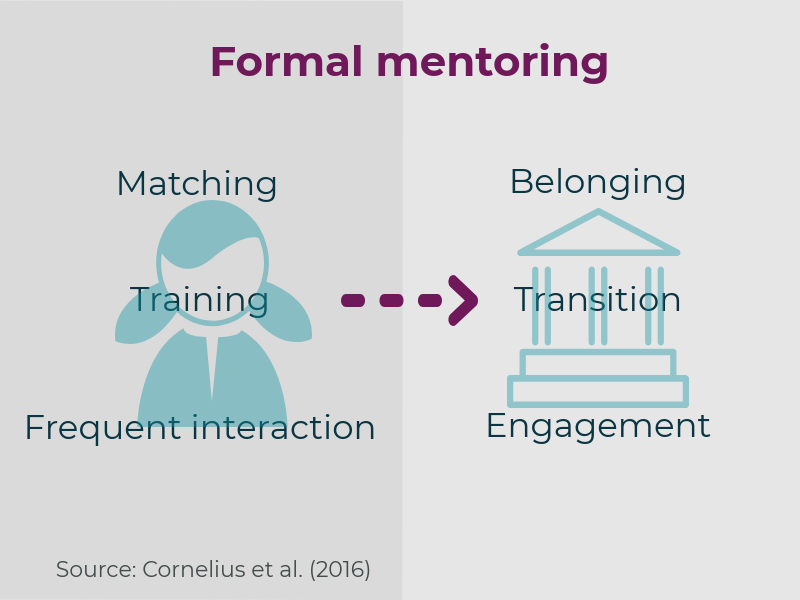 Formal mentoring
Matching
Training
Frequent interaction
Belonging
Transition
Engagement
Source: Cornelius et al. (2016)